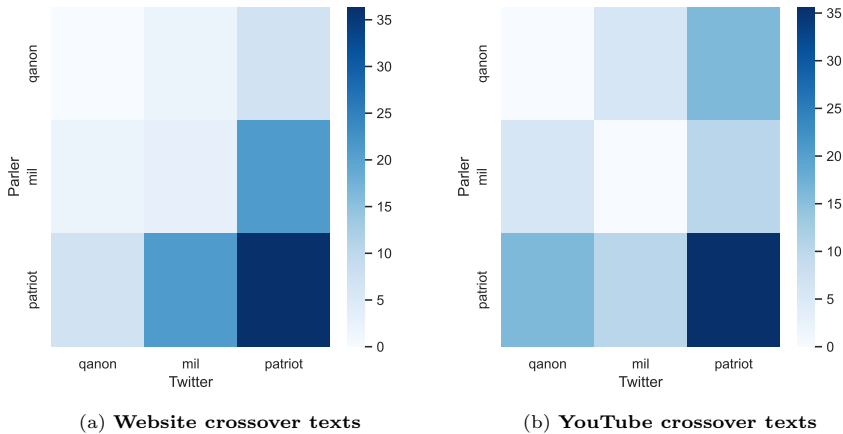 qanon
mil
patriot
Parler
qanon
mil
patriot
Twitter
35
30
25
20
15
10
5
0
(a) Website crossover texts
qanon
mil
patriot
Parler
qanon
mil
patriot
Twitter
35
30
25
20
15
10
5
0
(b) YouTube crossover texts